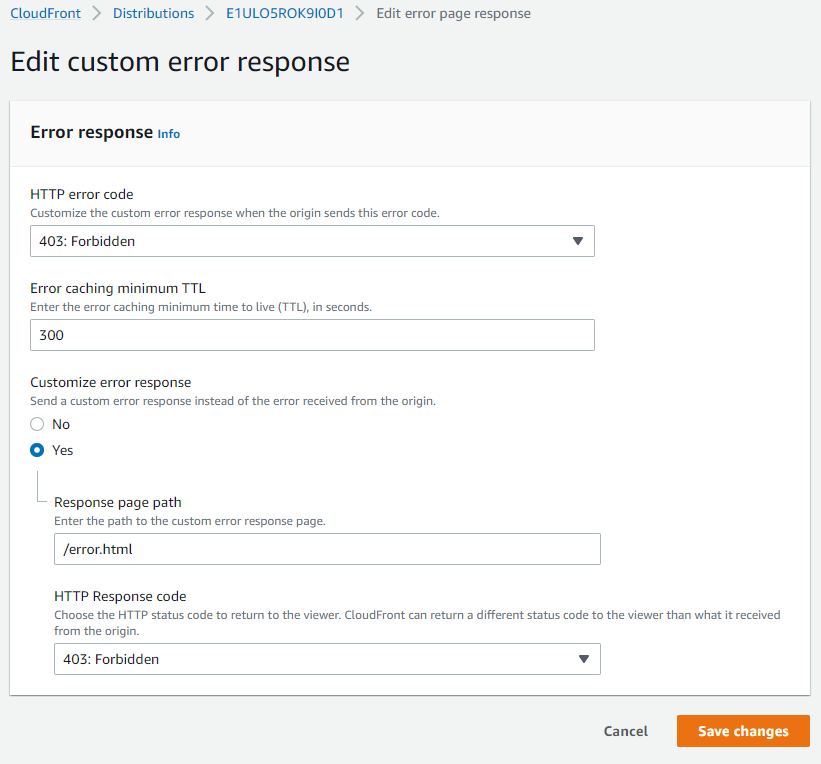 CloudFront > Distributions > E1ULO5ROK9I0D1 > Edit error page response
Edit custom error response
Error response Info
HTTP error code
Customize the custom error response when the origin sends this error code.
403: Forbidden
Error caching minimum TTL
Enter the error caching minimum time to live (TTL), in seconds.
300
Customize error response
Send a custom error response instead of the error received from the origin.
No
Yes
Response page path
Enter the path to the custom error response page.
/error.html
HTTP Response code
Choose the HTTP status code to return to the viewer. CloudFront can return a different status code to the viewer than what it received
from the origin.
403: Forbidden
Cancel Save changes